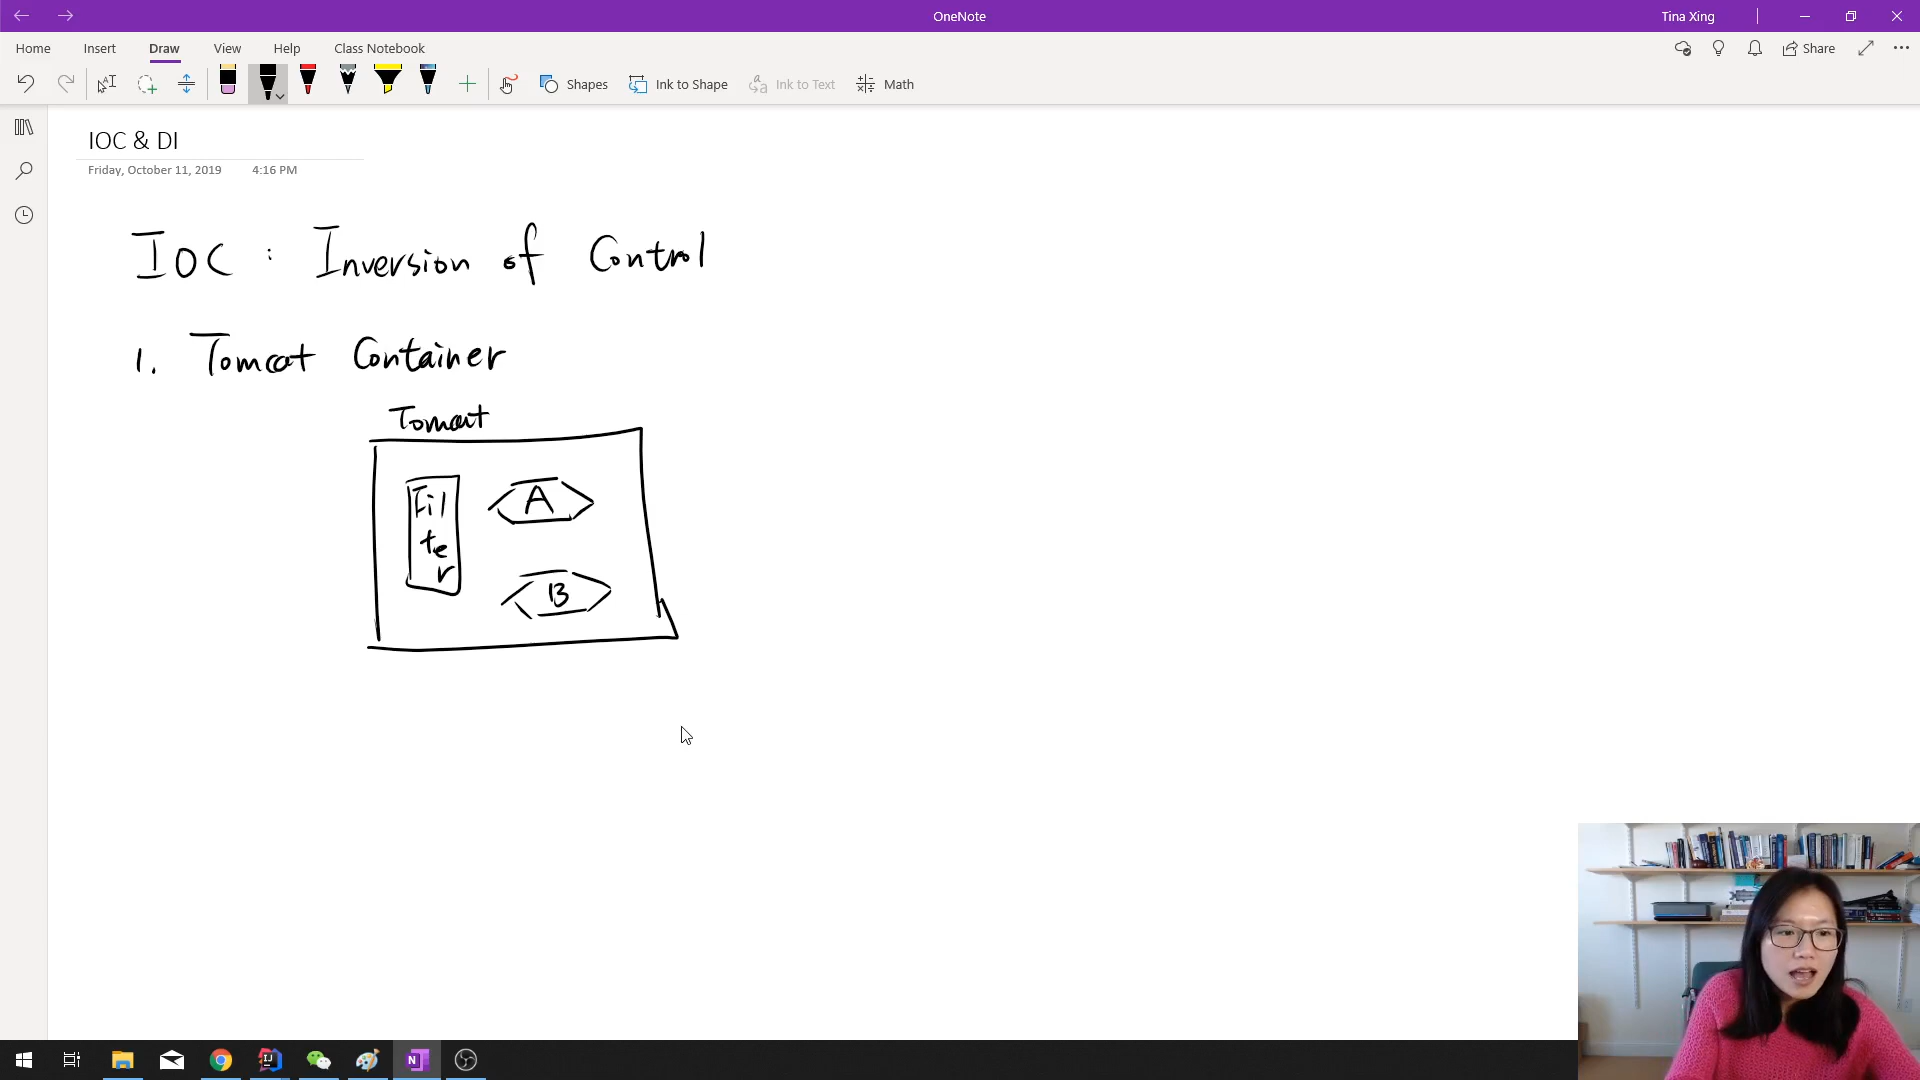 OneNote
Tina Xing
Home Insert Draw View Help Class Notebook
Share
Shapes Ink to Shape Ink to Text Math
IOC & DI
Friday, October 11, 2019 4:16 PM
IOC : Inversion of Control
1. Tomcat Container
Tomcat
Fil
te
r
A
B